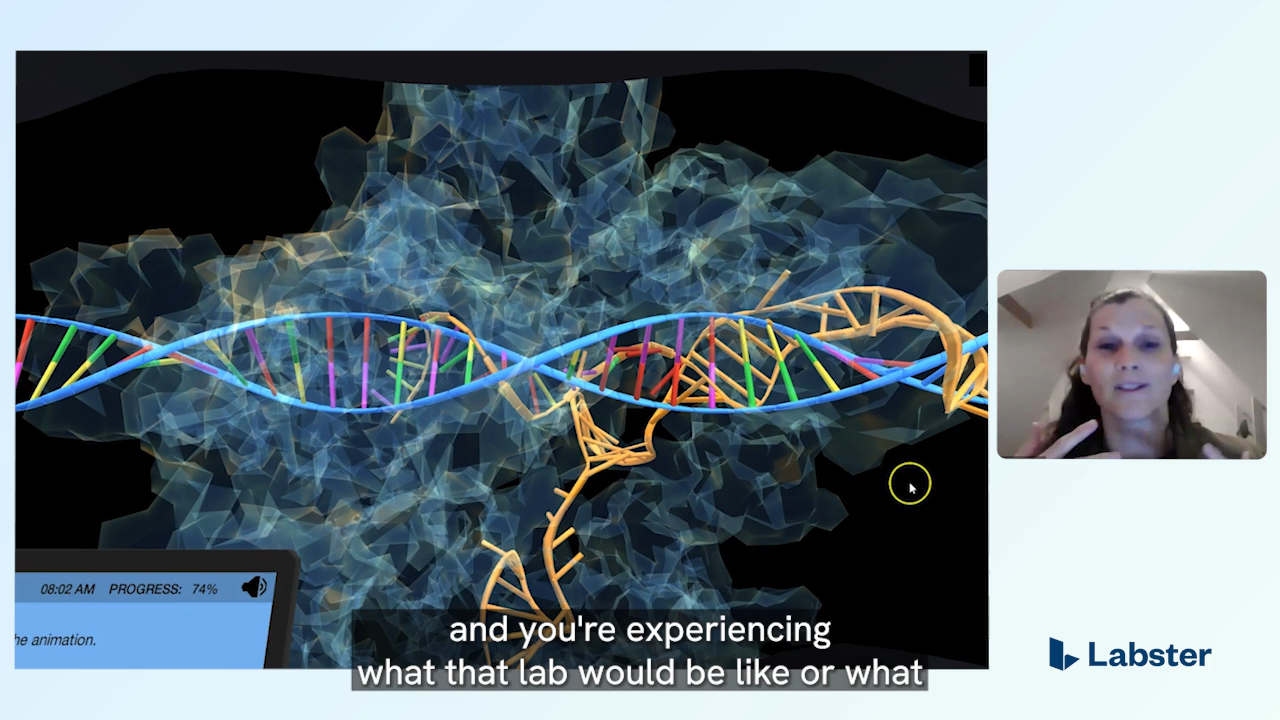 08:02 AM PROGRESS: 74%
he animation.
and you're experiencing
what that lab would be like or what
Labster